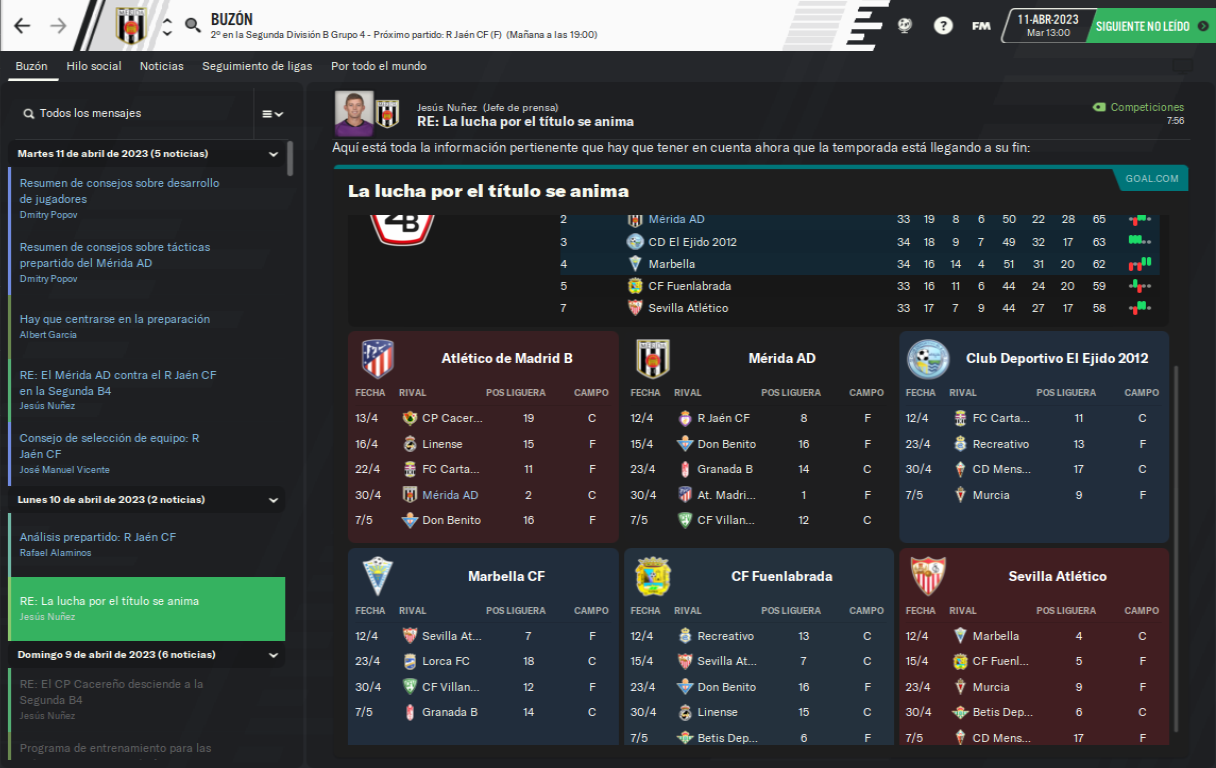 BUZÓN
2º en la Segunda División B Grupo 4 - Próximo partido: R Jaén CF (F) (Mañana a las 19:00)
?
FM
11-ABR-2023
Mar 13:00
SIGUIENTE NO LEÍDO
Buzón Hilo social Noticias Seguimiento de ligas Por todo el mundo
Todos los mensajes
Martes 11 de abril de 2023 (5 noticias)
Resumen de consejos sobre desarrollo
de jugadores
Dmitry Popov
Resumen de consejos sobre tácticas
prepartido del Mérida AD
Dmitry Popov
Hay que centrarse en la preparación
Albert García
RE: El Mérida AD contra el R Jaén CF
en la Segunda B4
Jesús Nuñez
Consejo de selección de equipo: R
Jaén CF
José Manuel Vicente
Lunes 10 de abril de 2023 (2 noticias)
Análisis prepartido: R Jaén CF
Rafael Alaminos
RE: La lucha por el título se anima
Jesús Nuñez
Domingo 9 de abril de 2023 (6 noticias)
RE: El CP Cacereño desciende a la
Segunda B4
Jesús Nuñez
Programa de entrenamiento para las
Jesús Nuñez (Jefe de prensa)
RE: La lucha por el título se anima
Competiciones
7:56
Aquí está toda la información pertienente que hay que tener en cuenta ahora que la temporada está llegando a su fin:
GOAL.COM
La lucha por el título se anima
2B
2 Mérida AD 33 19 8 6 50 22 28 65
3 CD El Ejido 2012 34 18 9 7 49 32 17 63
4 Marbella 34 16 14 4 51 31 20 62
5 CF Fuenlabrada 33 16 11 6 44 24 20 59
7 Sevilla Atlético 33 17 7 9 44 27 17 58
Atlético de Madrid B
FECHA RIVAL POS LIGUERA CAMPO
13/4 CP Cacer... 19 C
16/4 Linense 15 F
22/4 FC Carta... 11 F
30/4 Mérida AD 2 C
7/5 Don Benito 16 F
Mérida AD
FECHA RIVAL POS LIGUERA CAMPO
12/4 R Jaén CF 8 F
15/4 Don Benito 16 F
23/4 Granada B 14 C
30/4 At. Madri... 1 F
7/5 CF Villan... 12 C
Club Deportivo El Ejido 2012
FECHA RIVAL POS LIGUERA CAMPO
12/4 FC Carta... 11 C
23/4 Recreativo 13 F
30/4 CD Mens... 17 C
7/5 Murcia 9 F
Marbella CF
FECHA RIVAL POS LIGUERA CAMPO
12/4 Sevilla At... 7 F
23/4 Lorca FC 18 C
30/4 CF Villan... 12 F
7/5 Granada B 14 C
CF Fuenlabrada
FECHA RIVAL POS LIGUERA CAMPO
12/4 Recreativo 13 C
15/4 Sevilla At... 7 C
23/4 Don Benito 16 F
30/4 Linense 15 C
7/5 Betis Dep... 6 F
Sevilla Atlético
FECHA RIVAL POS LIGUERA CAMPO
12/4 Marbella 4 C
15/4 CF Fuenl... 5 F
23/4 Murcia 9 F
30/4 Betis Dep... 6 C
7/5 CD Mens... 17 F